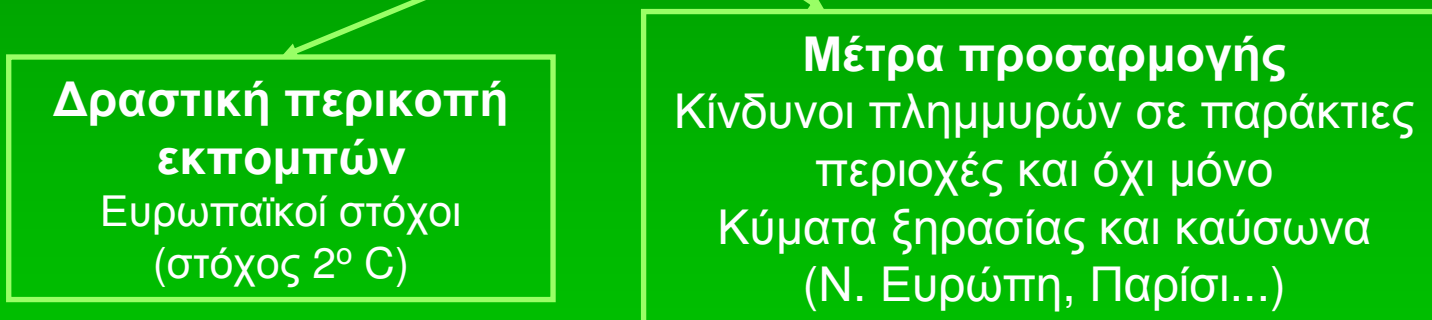 Δραστική περικοπή
εκπομπών
Ευρωπαϊκοί στόχοι
(στόχος 2º C)
Μέτρα προσαρμογής
Κίνδυνοι πλημμυρών σε παράκτιες
περιοχές και όχι μόνο
Κύματα ξηρασίας και καύσωνα
(Ν. Ευρώπη, Παρίσι...)